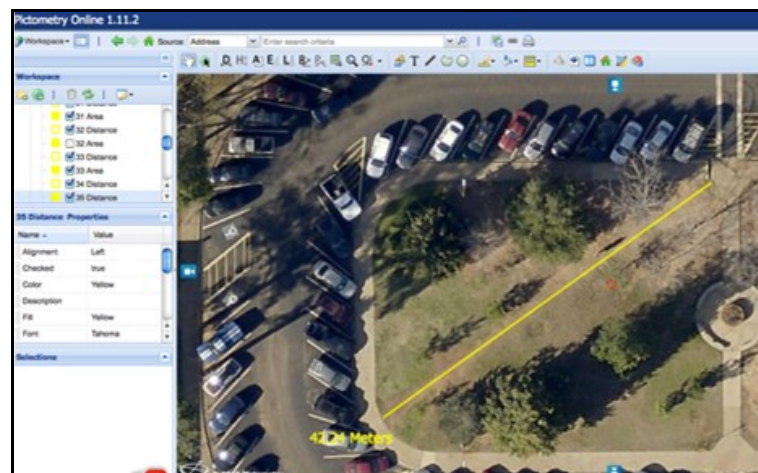 Pictometry Online 1.11.2
Workspace Source: Address Enter search criteria
Workspace
31 Area
32 Distance
32 Area
33 Distance
33 Area
34 Distance
35 Distance
35 Distance Properties
Name Value
Alignment Left
Checked true
Color Yellow
Description
Fill Yellow
Font Tahoma
Selections
42.24 Meters